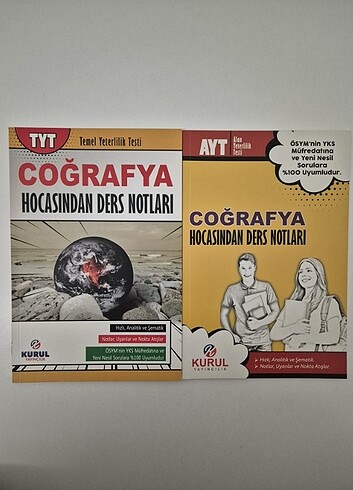 TYT
Temel Yeterlilik Testi
COĞRAFYA
HOCASINDAN DERS NOTLARI
Hızlı, Analitik ve Şematik
Notlar, Uyarılar ve Nokta Atışlar
ÖSYM'nin YKS Müfredatına ve
Yeni Nesil Sorulara %100 Uyumludur.
KURUL
YAYINCILIK
AYT
Alan
Yeterlilik
Testi
ÖSYM'nin YKS
Müfredatına
ve Yeni Nesil
Sorulara
%100 Uyumludur.
COĞRAFYA
HOCASINDAN DERS NOTLARI
KURUL
YAYINCILIK
Hızlı, Analitik ve Şematik
Notlar, Uyarılar ve Nokta Atışlar